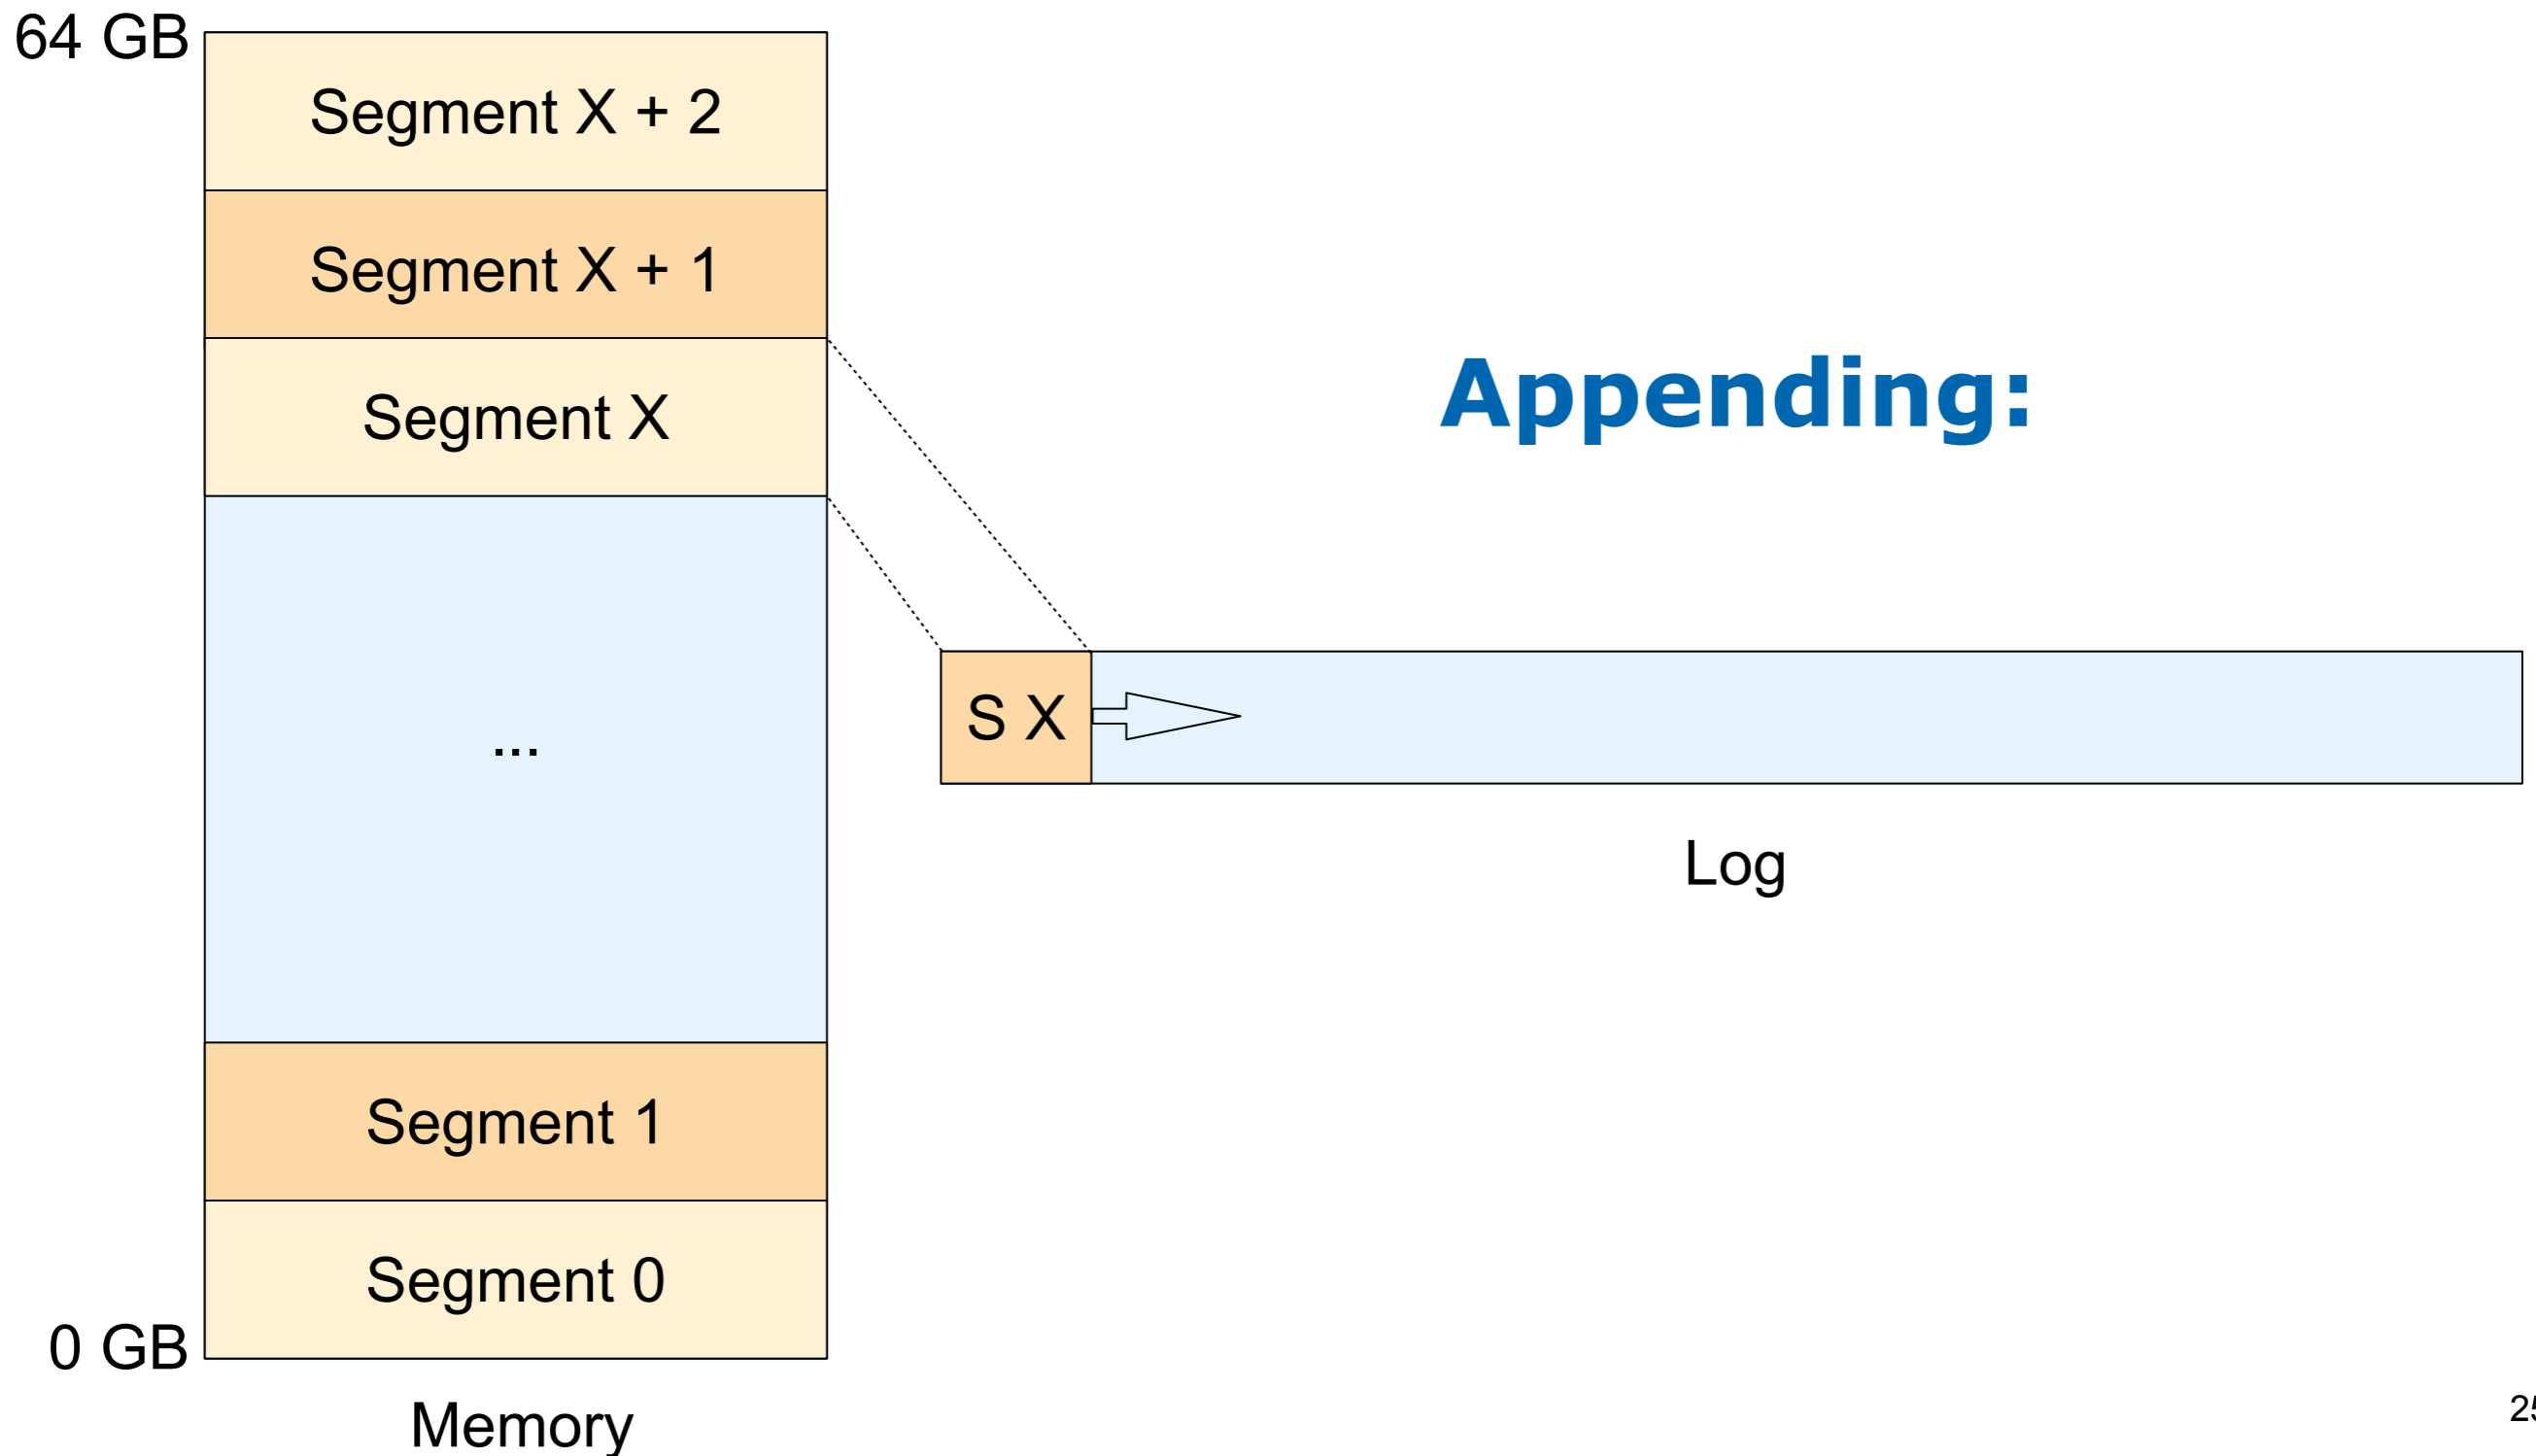 64 GB
Segment X + 2
Segment X + 1
Segment X
Appending:
...
S X
Log
Segment 1
Segment 0
0 GB
Memory